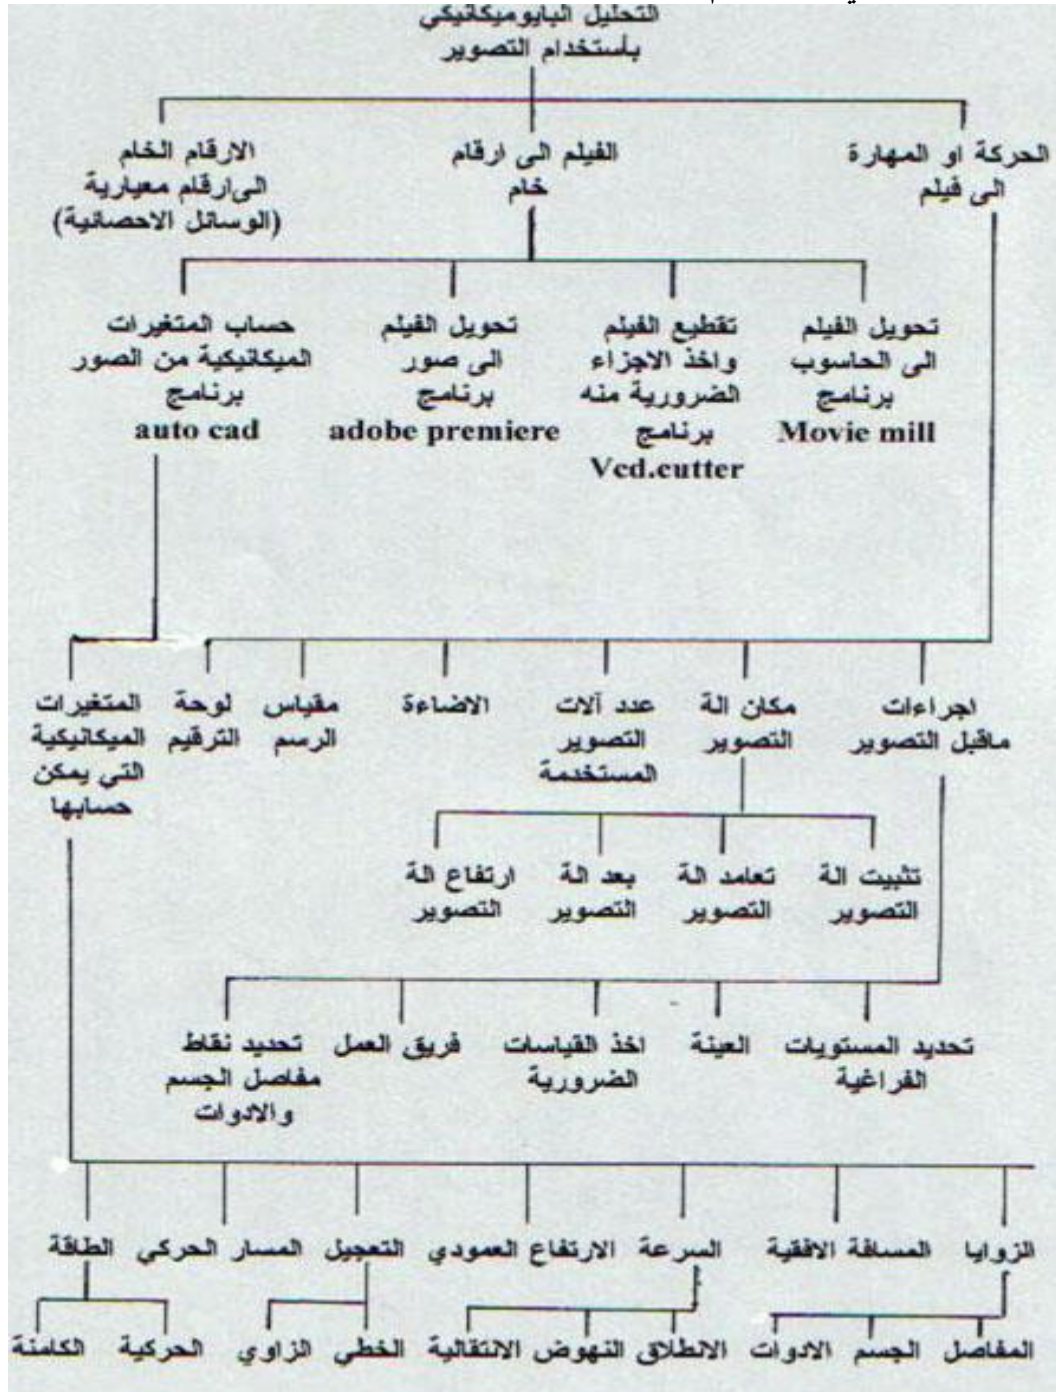 التحليل البايوميكانيكي
بأستخدام التصوير
الحركة او المهارة
الى فيلم
الفيلم الى ارقام
خام
الارقام الخام
الى ارقام معيارية
(الوسائل الاحصائية)
تحويل الفيلم
الى الحاسوب
برنامج
Movie mill
تقطيع الفيلم
واخذ الاجزاء
الضرورية منه
برنامج
Vcd.cutter
تحويل الفيلم
الى صور
برنامج
adobe premiere
حساب المتغيرات
الميكانيكية من الصور
برنامج
auto cad
اجراءات
ماقبل التصوير
مكان الة
التصوير
عدد آلات
التصوير
المستخدمة
الاضاءة
مقياس
الرسم
لوحة
الترقيم
المتغيرات
الميكانيكية
التي يمكن
حسابها
تثبيت الة
التصوير
تعامد الة
التصوير
بعد الة
التصوير
ارتفاع الة
التصوير
تحديد المستويات
الفراغية
العينة
اخذ القياسات
الضرورية
فريق العمل
تحديد نقاط
مفاصل الجسم
والادوات
الزوايا
المسافة الافقية
السرعة
الارتفاع العمودي
التعجيل
المسار الحركي
الطاقة
المفاصل
الجسم
الادوات
الانطلاق
النهوض
الانتقالية
الخطي
الزاوي
الحركية
الكامنة